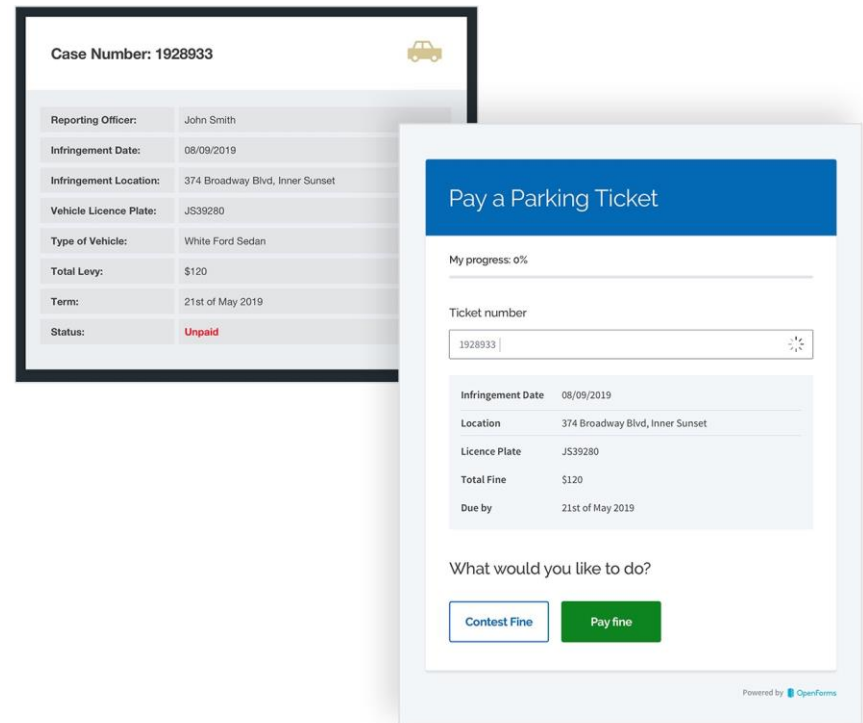 Case Number: 1928933
Reporting Officer: John Smith
Infringement Date: 08/09/2019
Infringement Location: 374 Broadway Blvd, Inner Sunset
Vehicle Licence Plate: JS39280
Type of Vehicle: White Ford Sedan
Total Levy: $120
Term: 21st of May 2019
Status: Unpaid
Pay a Parking Ticket
My progress: 0%
Ticket number
1928933
Infringement Date 08/09/2019
Location 374 Broadway Blvd, Inner Sunset
Licence Plate JS39280
Total Fine $120
Due by 21st of May 2019
What would you like to do?
Contest Fine Pay fine
Powered by OpenForms